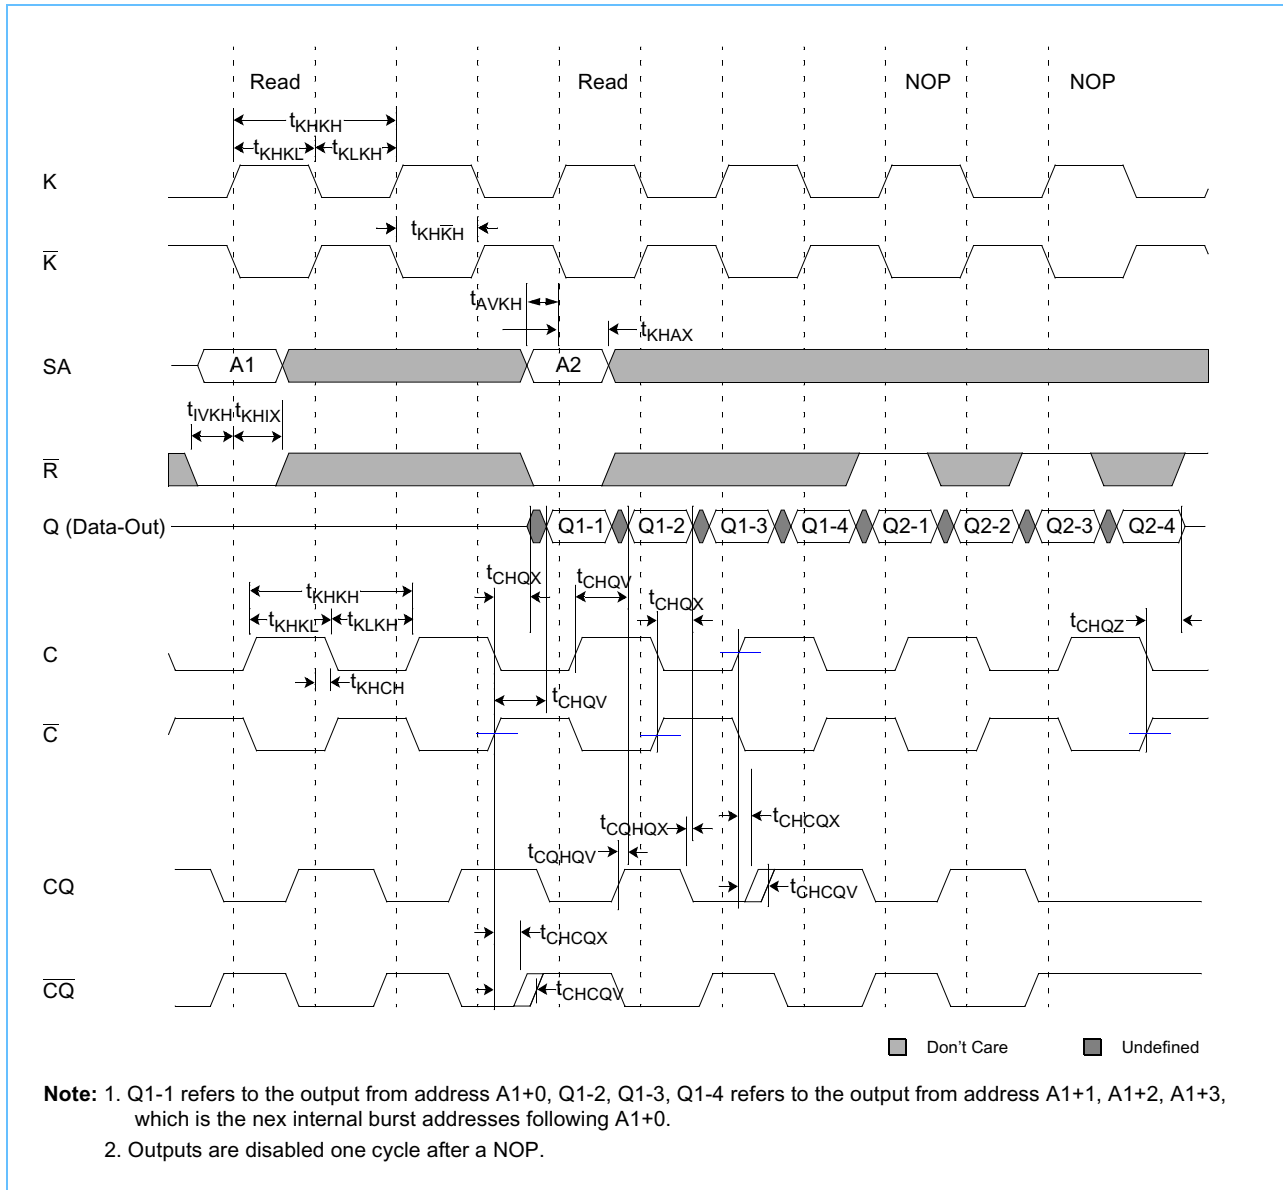 Read Read NOP NOP
tKHKH
tKHKL tKLKH
K
tKHK̅H
K̅
tAVKH
tKHAX
SA A1 A2
tIVKH tKHIX
R̅
Q (Data-Out) Q1-1 Q1-2 Q1-3 Q1-4 Q2-1 Q2-2 Q2-3 Q2-4
tCHQX tCHQV
tKHKH tCHQX
tKHKL tKLKH tCHQZ
C
tKHCH
tCHQV
C̅
tCHCQX
tCQHQX
tCQHQV
CQ tCHCQV
tCHCQX
C̅Q̅ tCHCQV
Don't Care Undefined
Note: 1. Q1-1 refers to the output from address A1+0, Q1-2, Q1-3, Q1-4 refers to the output from address A1+1, A1+2, A1+3,
which is the nex internal burst addresses following A1+0.
2. Outputs are disabled one cycle after a NOP.